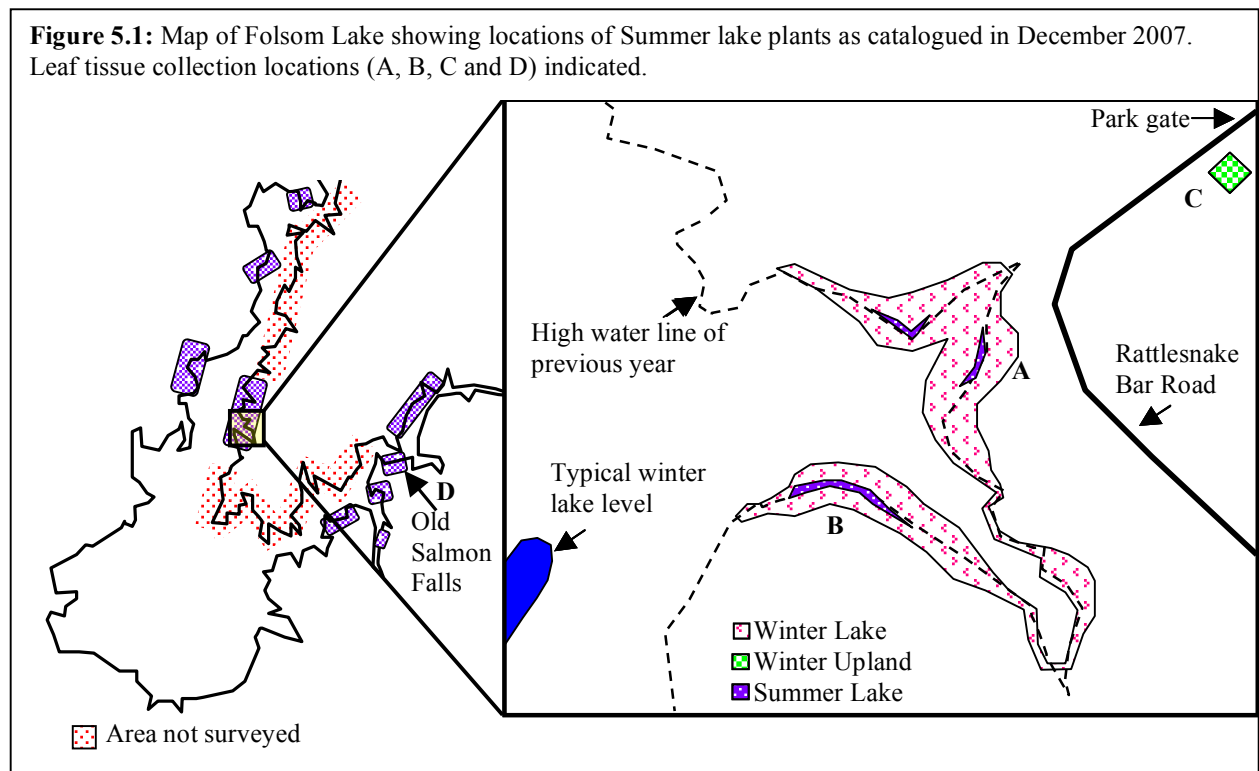 Figure 5.1: Map of Folsom Lake showing locations of Summer lake plants as catalogued in December 2007.
Leaf tissue collection locations (A, B, C and D) indicated.
Park gate
C
High water line of
previous year
A
Rattlesnake
Bar Road
Typical winter
lake level
B
D
Old
Salmon
Falls
Winter Lake
Winter Upland
Summer Lake
Area not surveyed